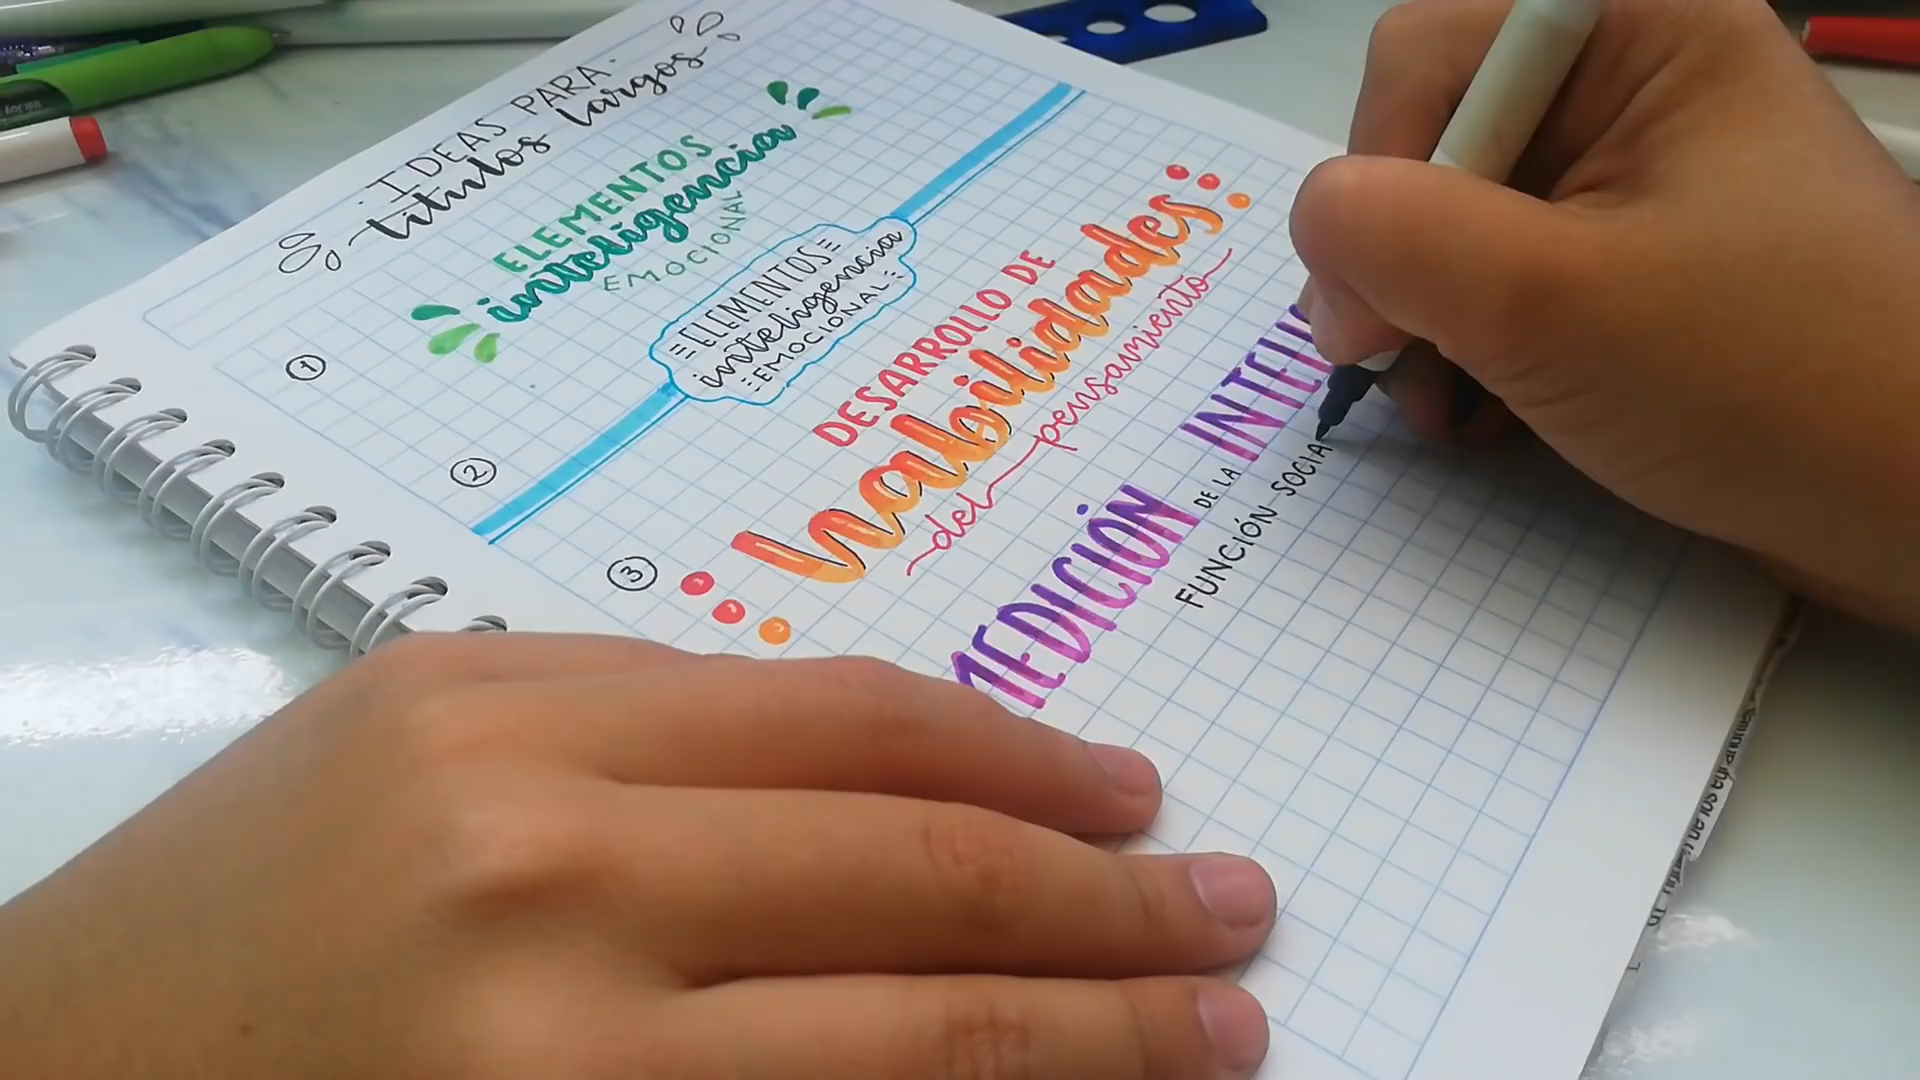 IDEAS PARA
títulos largos
①
ELEMENTOS
inteligencia
EMOCIONAL
②
ELEMENTOS
inteligencia
EMOCIONAL
③
DESARROLLO DE
habilidades
del pensamiento
MEDICIÓN DE LA
FUNCIÓN SOCIA